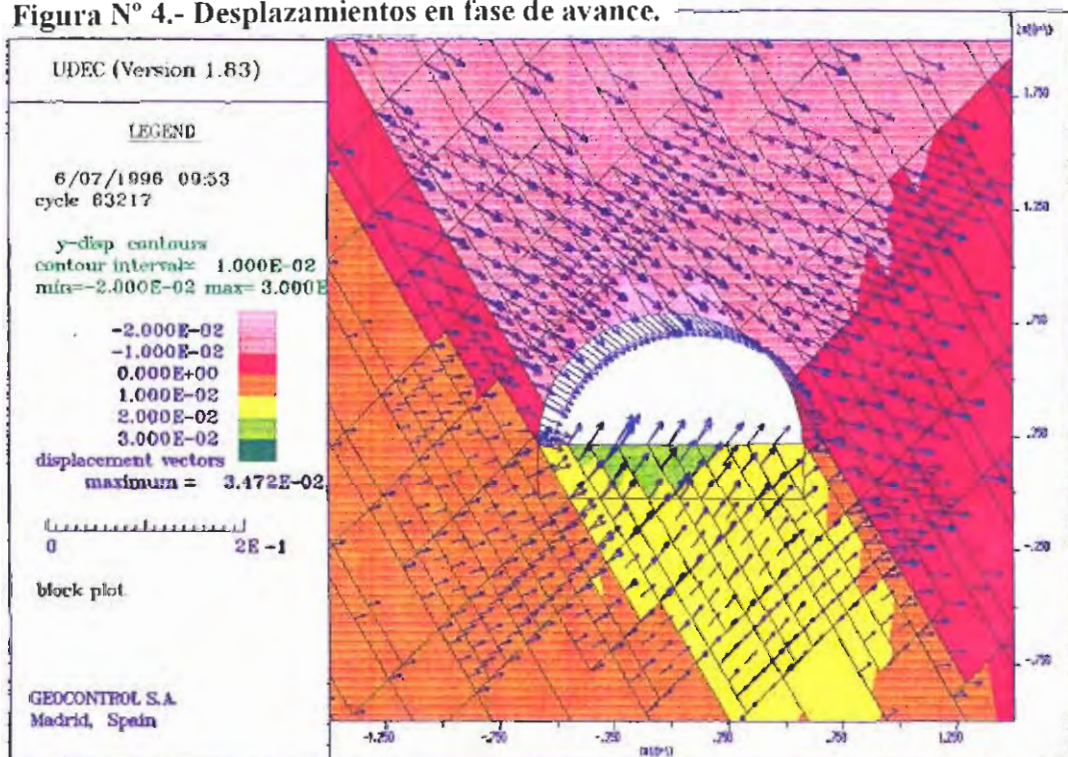 Figura Nº 4.- Desplazamientos en fase de avance.
UDEC (Version 1.83)
LEGEND
6/07/1996 09:53
cycle 63217
y-disp contours
contour interval= 1.000E-02
min=-2.000E-02 max= 3.000E
-2.000E-02
-1.000E-02
0.000E+00
1.000E-02
2.000E-02
3.000E-02
displacement vectors
maximum = 3.472E-02
0 2E -1
block plot
GEOCONTROL S.A.
Madrid, Spain
1.750
1.250
.750
.250
-.250
-.750
-1.250 -.750 -.250 .250 .750 1.250